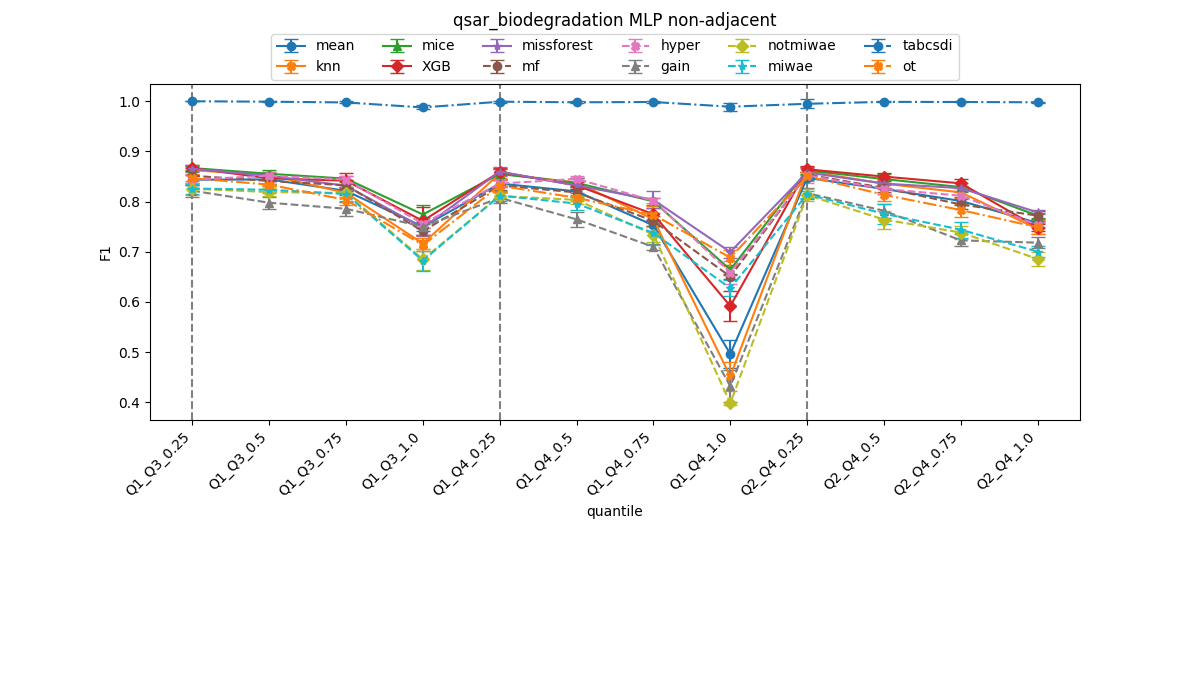 qsar_biodegradation MLP non-adjacent
mean mice missforest hyper notmiwae tabcsdi
knn XGB mf gain miwae ot
1.0
0.9
0.8
0.7
0.6
0.5
0.4
F1
Q1_Q3_0.25
Q1_Q3_0.5
Q1_Q3_0.75
Q1_Q3_1.0
Q1_Q4_0.25
Q1_Q4_0.5
Q1_Q4_0.75
Q1_Q4_1.0
Q2_Q4_0.25
Q2_Q4_0.5
Q2_Q4_0.75
Q2_Q4_1.0
quantile